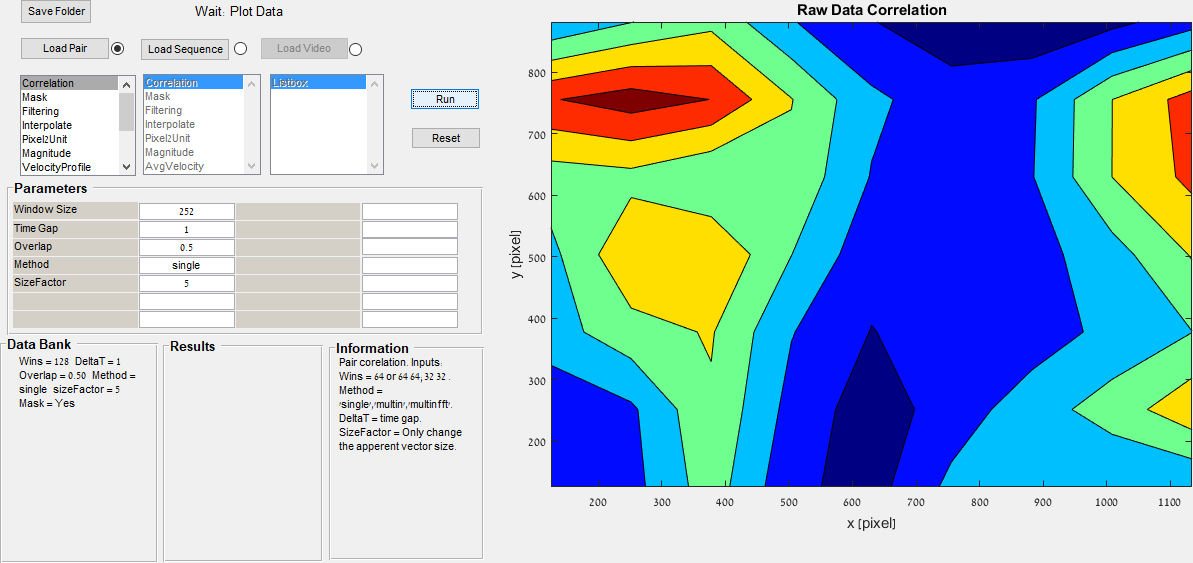 Save Folder
Wait: Plot Data
Load Pair
Load Sequence
Load Video
Correlation
Mask
Filtering
Interpolate
Pixel2Unit
Magnitude
VelocityProfile
Correlation
Mask
Filtering
Interpolate
Pixel2Unit
Magnitude
AvgVelocity
Listbox
Run
Reset
Parameters
Window Size 252
Time Gap 1
Overlap 0.5
Method single
SizeFactor 5
Data Bank
Wins = 128 DeltaT = 1
Overlap = 0.50 Method =
single sizeFactor = 5
Mask = Yes
Results
Information
Pair corelation. Inputs:
Wins = 64 or 64 64, 32 32 .
Method =
'single','multin','multinfft'.
DeltaT = time gap.
SizeFactor = Only change
the apperent vector size.
Raw Data Correlation
800
700
600
500
400
300
200
y [pixel]
200 300 400 500 600 700 800 900 1000 1100
x [pixel]